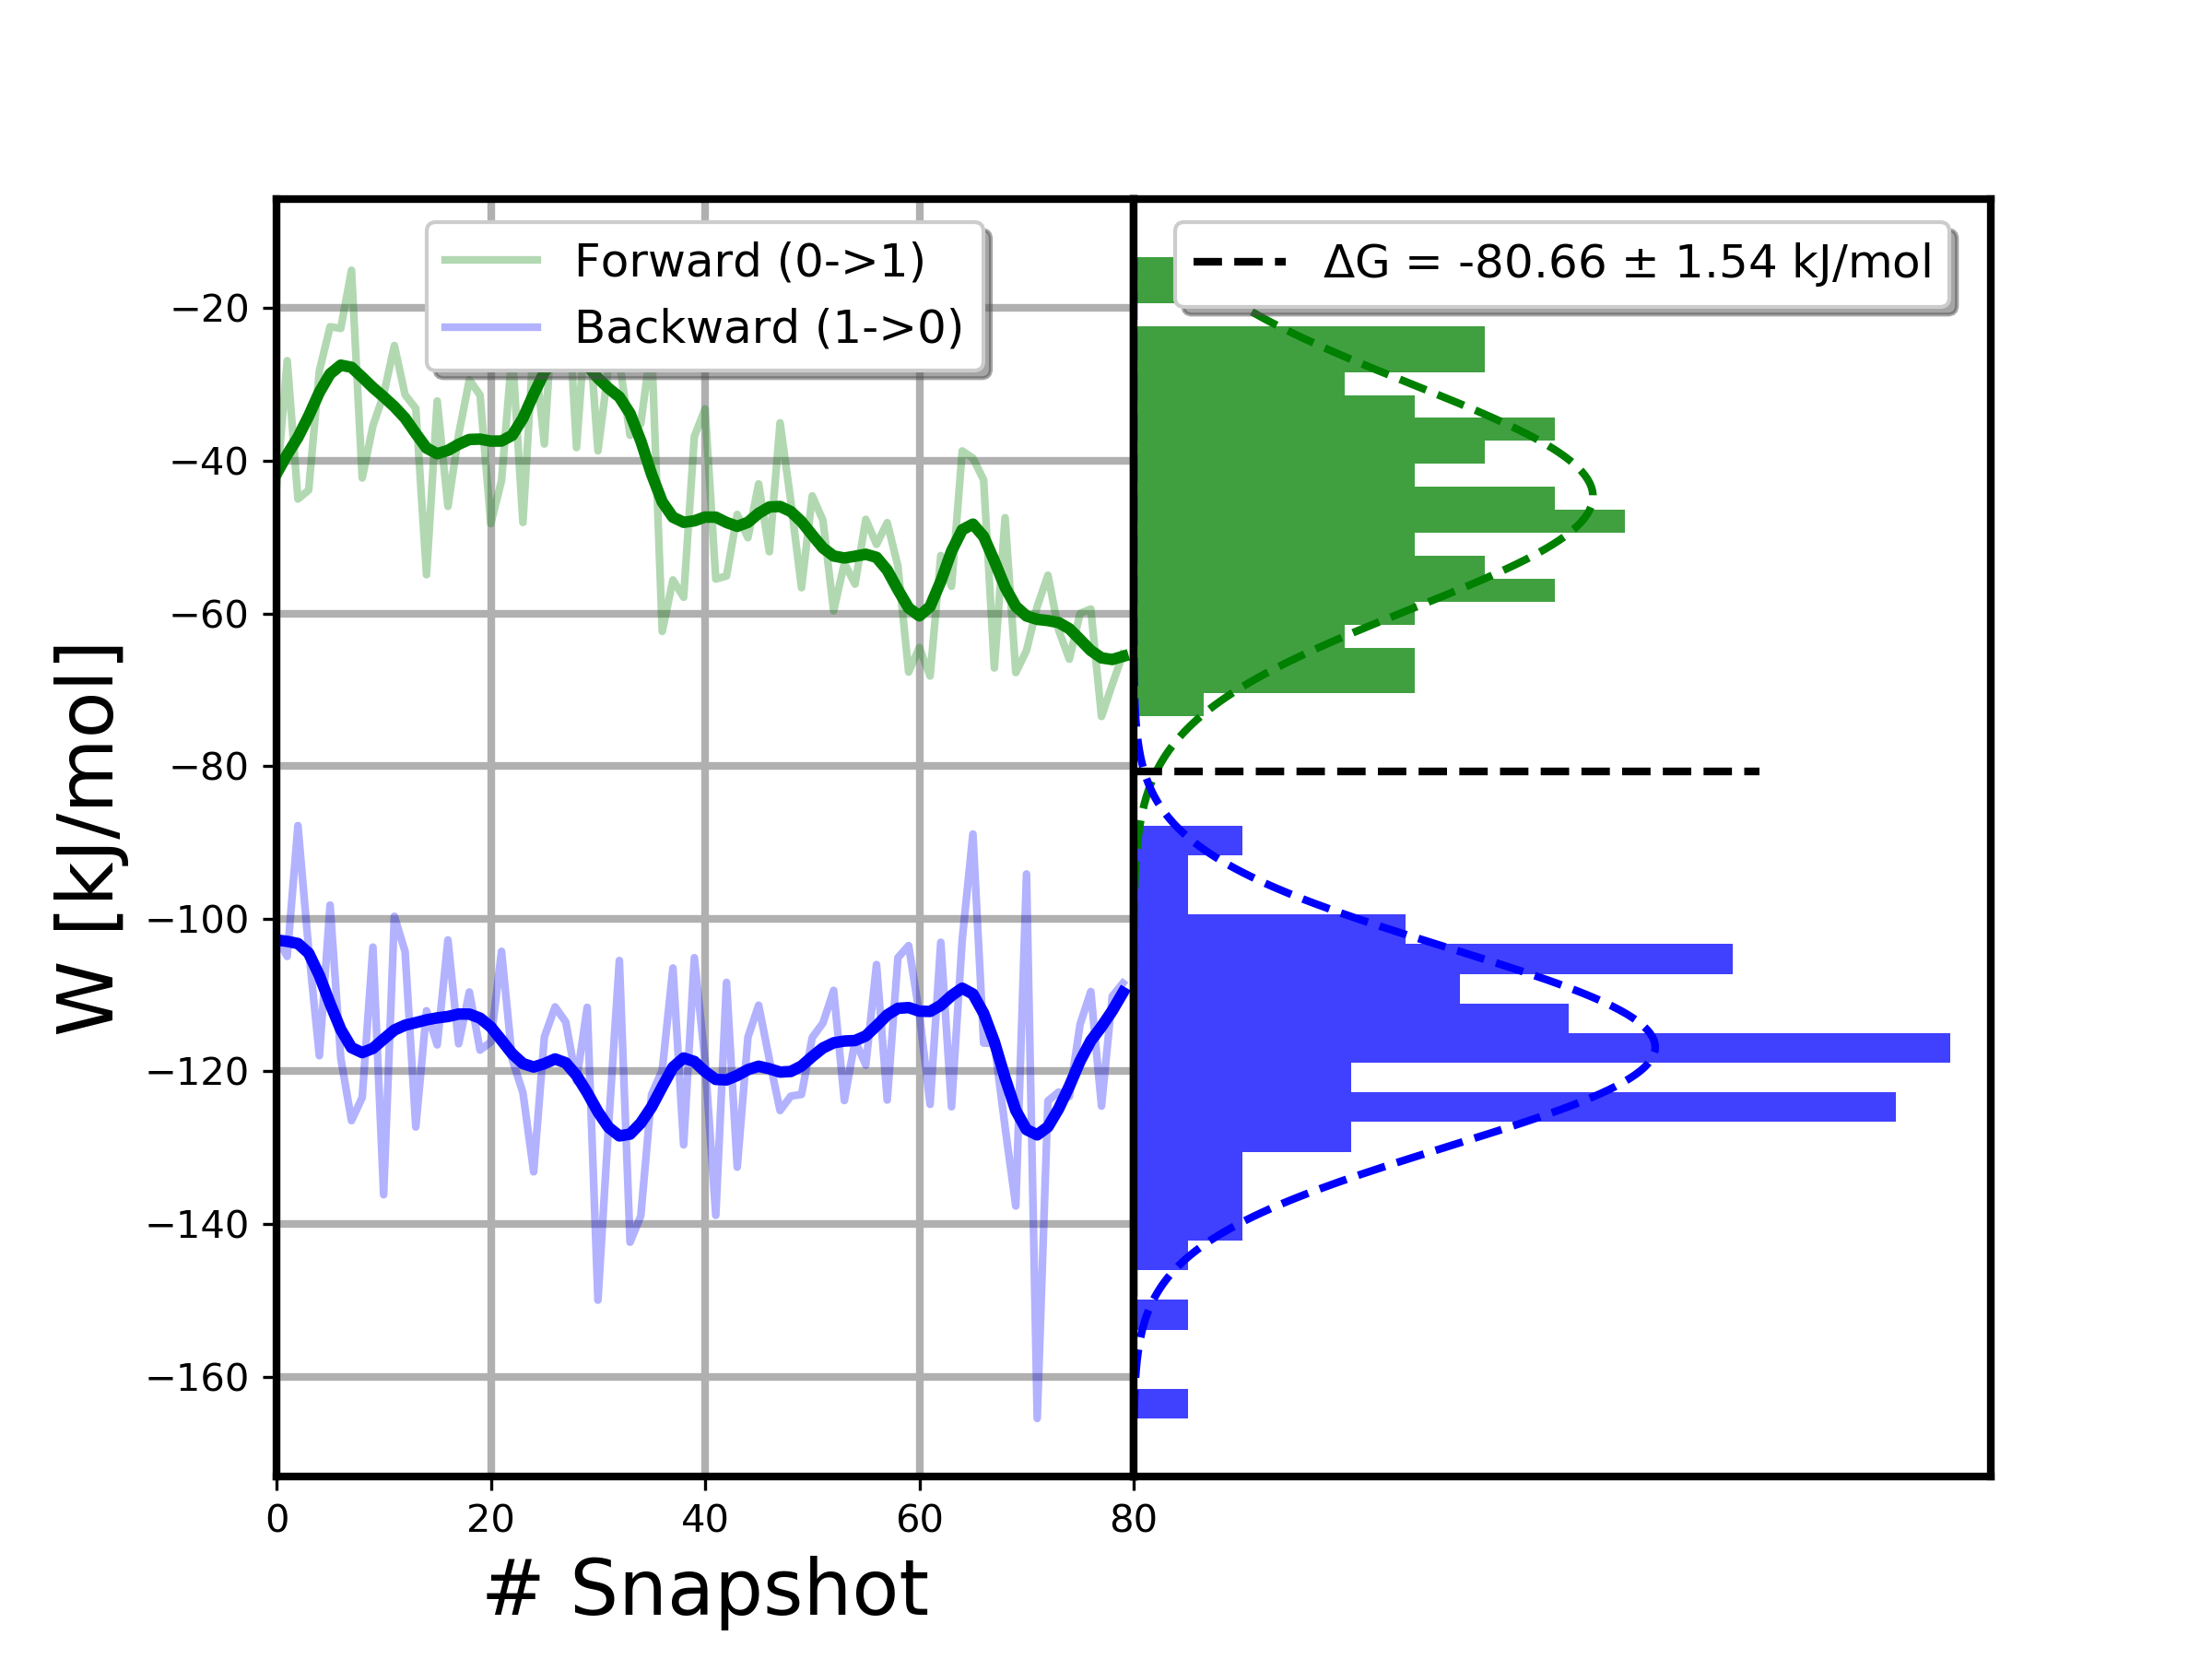 Forward (0->1)
Backward (1->0)
ΔG = -80.66 ± 1.54 kJ/mol
W [kJ/mol]
−20
−40
−60
−80
−100
−120
−140
−160
0 20 40 60 80
# Snapshot